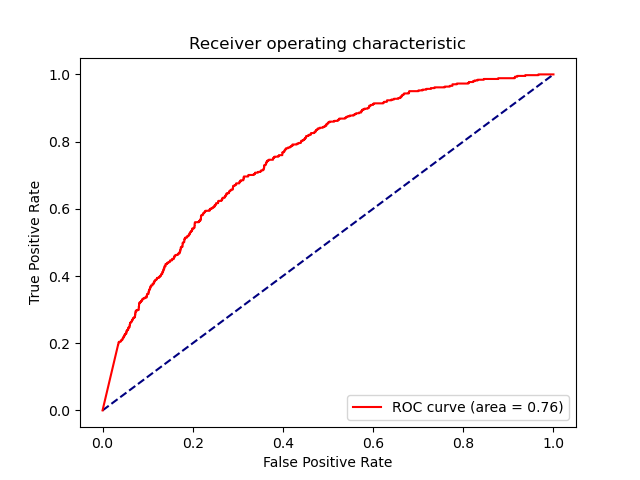 Receiver operating characteristic
True Positive Rate
1.0
0.8
0.6
0.4
0.2
0.0
ROC curve (area = 0.76)
0.0 0.2 0.4 0.6 0.8 1.0
False Positive Rate